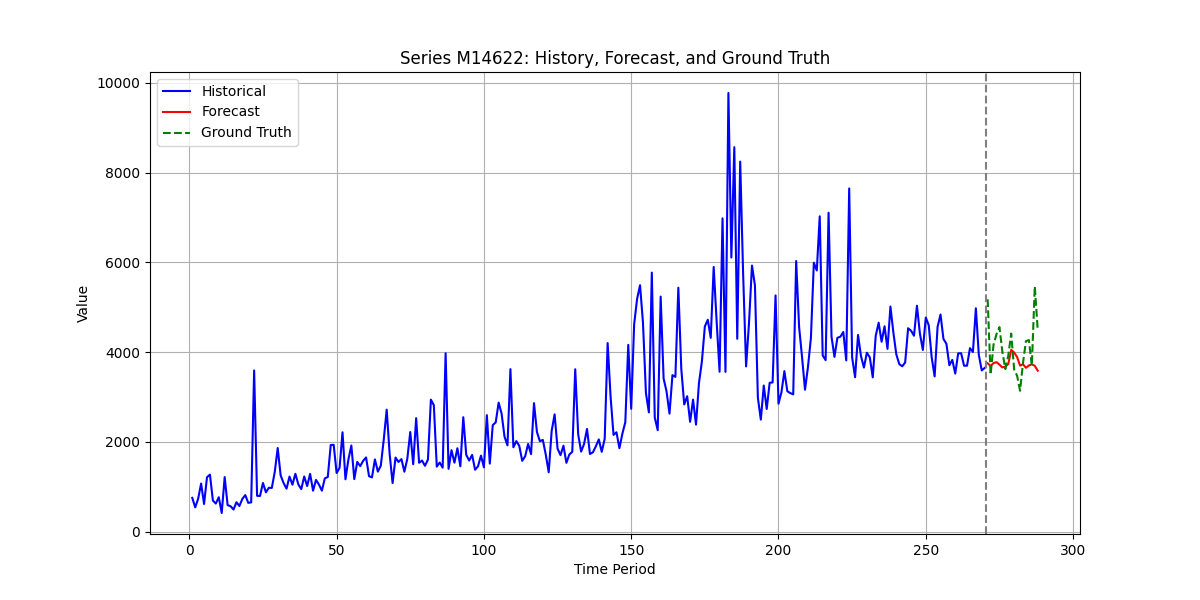 Series M14622: History, Forecast, and Ground Truth
Historical
Forecast
Ground Truth
10000
8000
6000
4000
2000
0
Value
0 50 100 150 200 250 300
Time Period